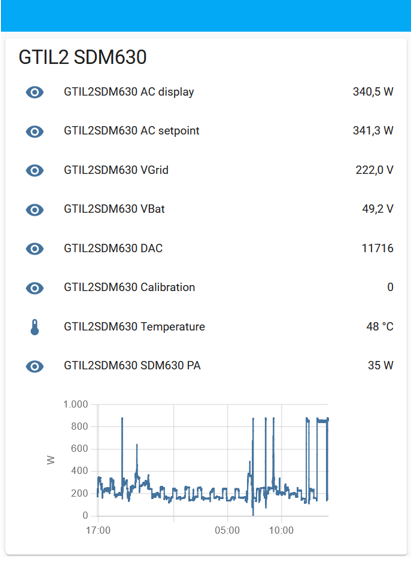 GTIL2 SDM630
GTIL2SDM630 AC display 340,5 W
GTIL2SDM630 AC setpoint 341,3 W
GTIL2SDM630 VGrid 222,0 V
GTIL2SDM630 VBat 49,2 V
GTIL2SDM630 DAC 11716
GTIL2SDM630 Calibration 0
GTIL2SDM630 Temperature 48 °C
GTIL2SDM630 SDM630 PA 35 W
1.000
800
600
W
400
200
0
17:00 05:00 10:00